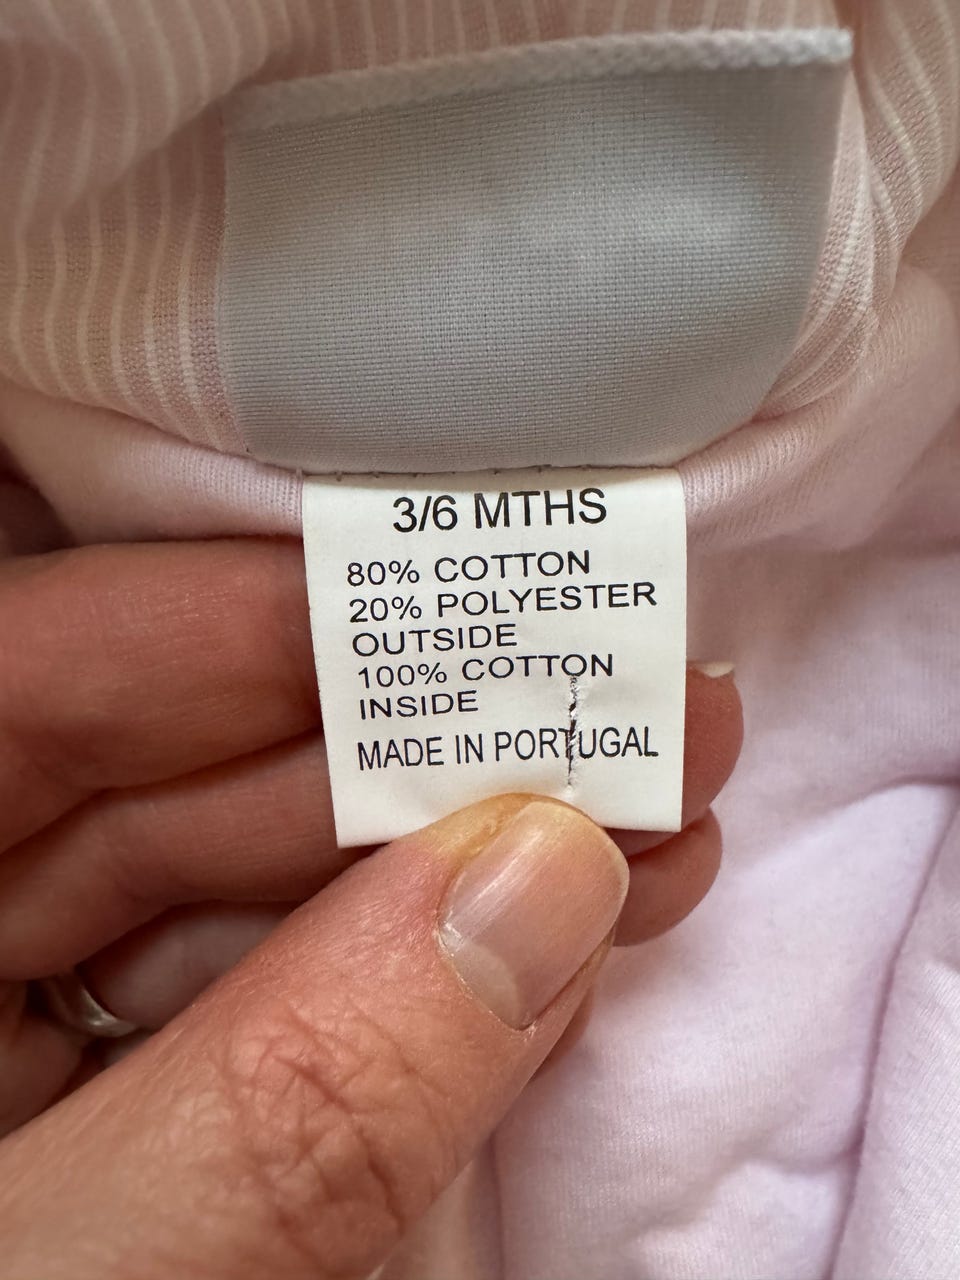 3/6 MTHS
80% COTTON
20% POLYESTER
OUTSIDE
100% COTTON
INSIDE
MADE IN PORTUGAL